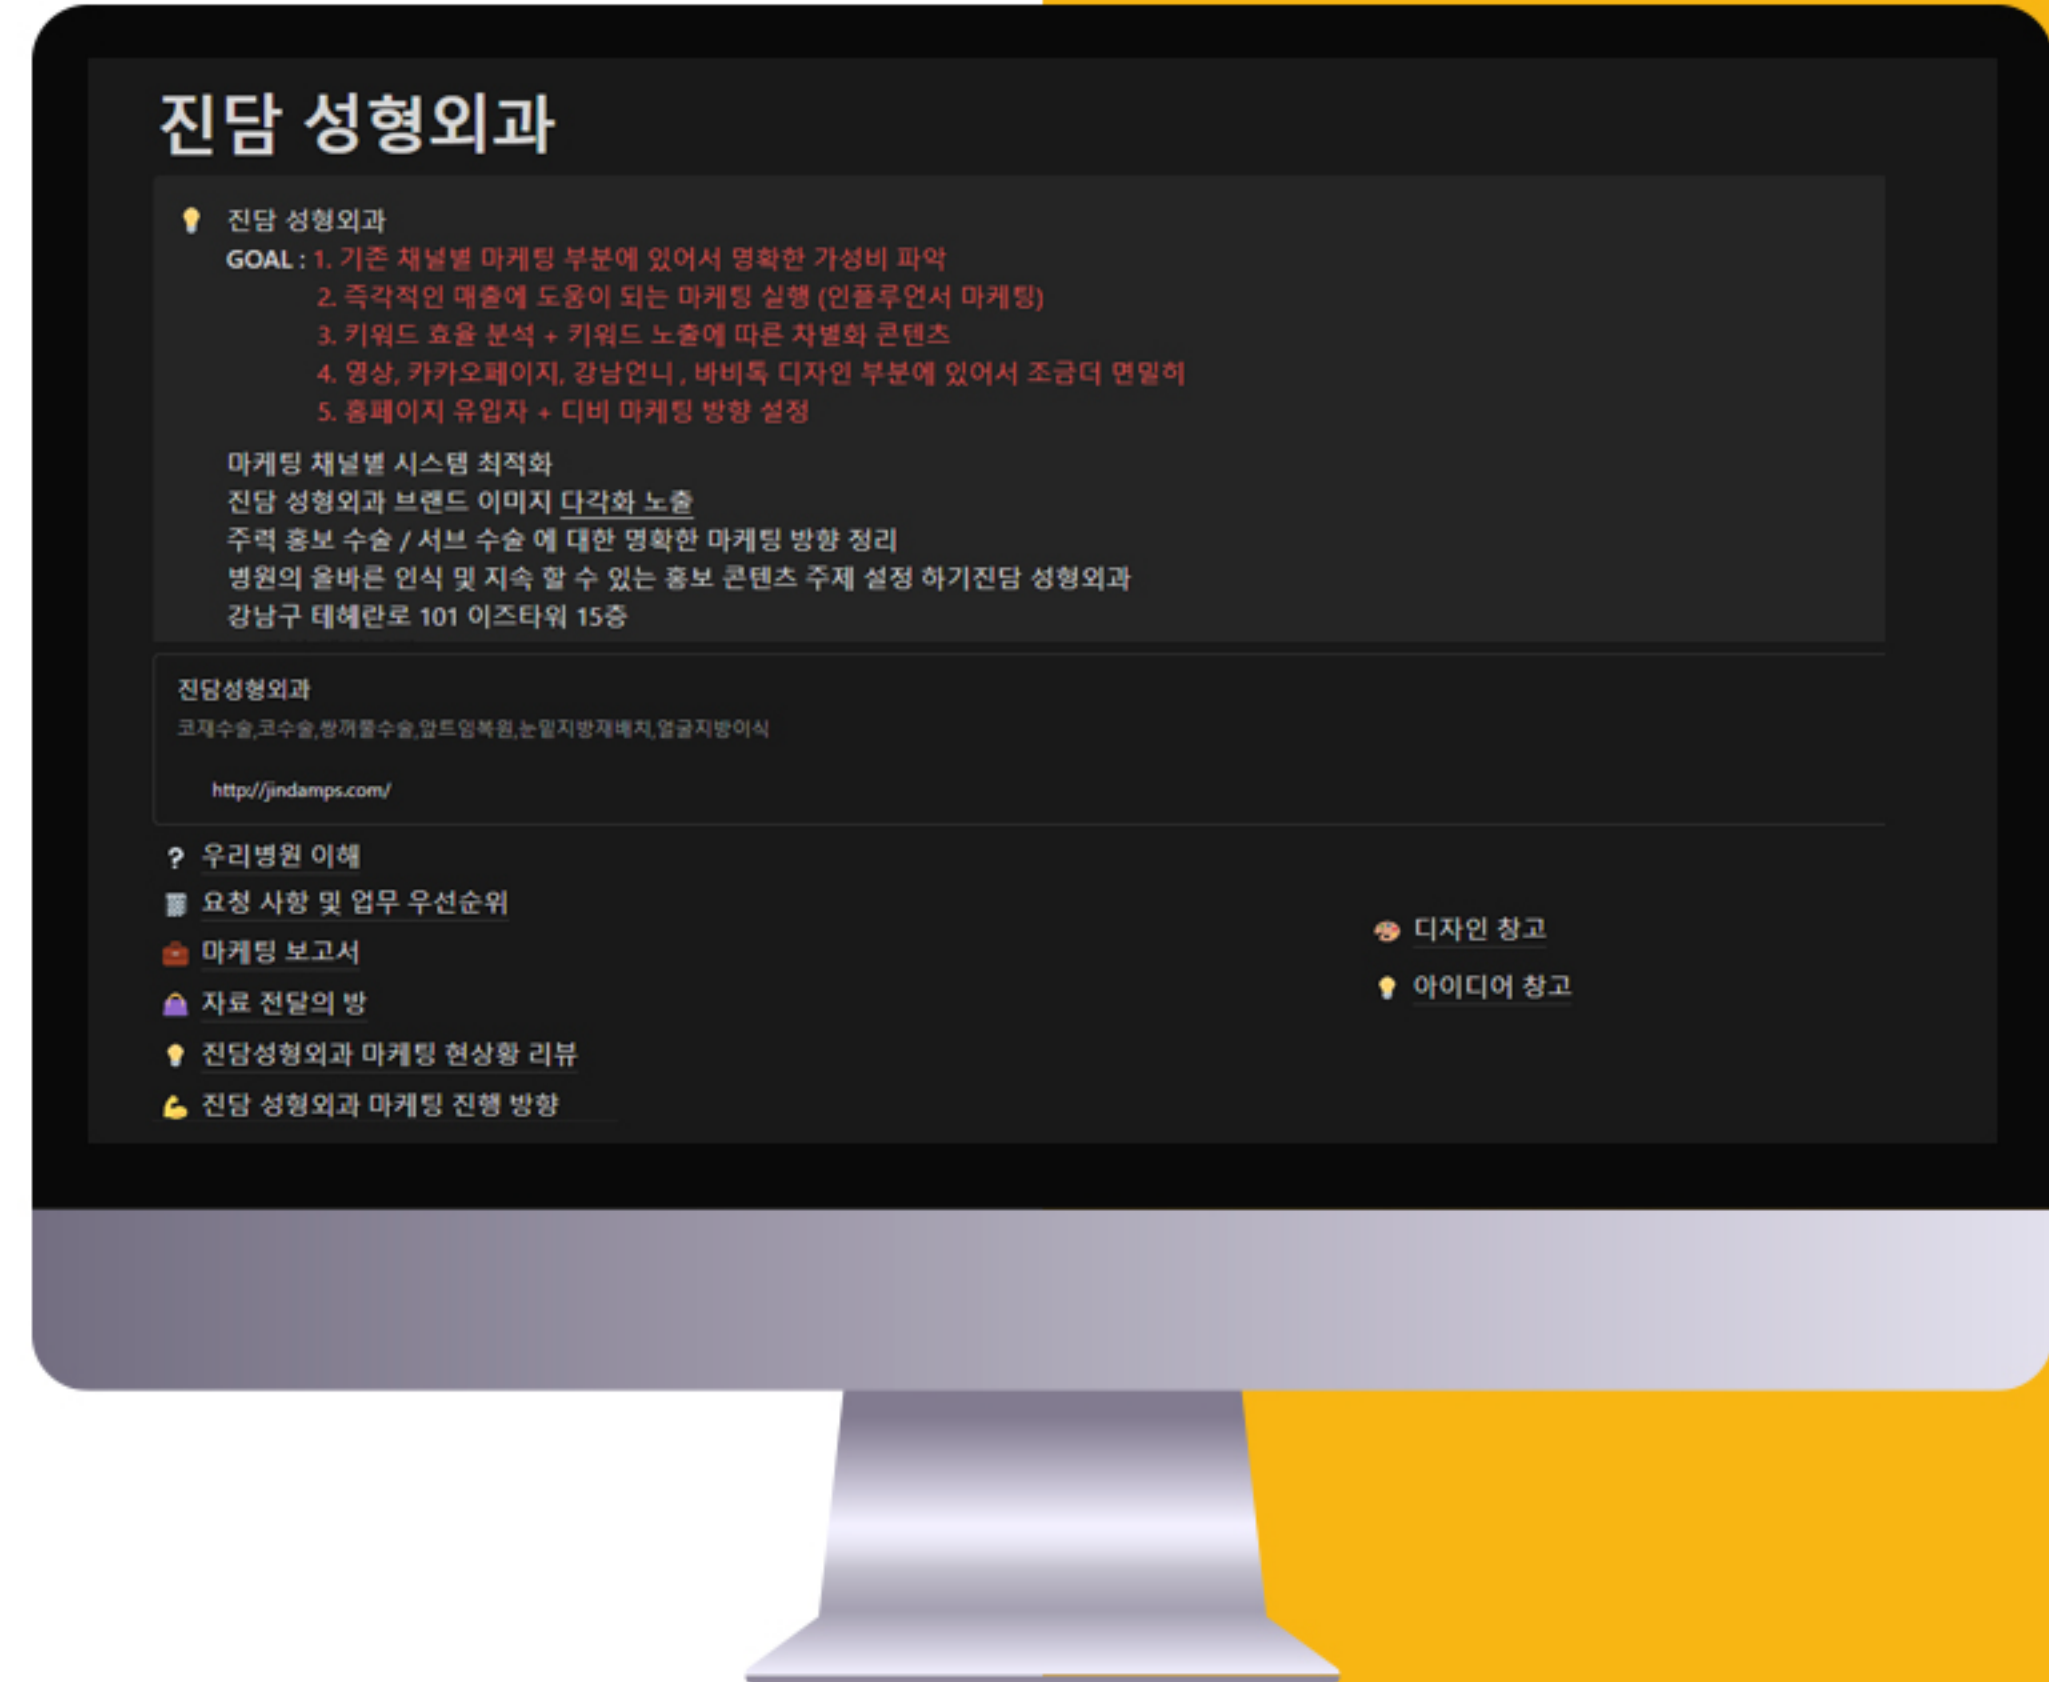 진담 성형외과
진담 성형외과
GOAL : 1. 기존 채널별 마케팅 부분에 있어서 명확한 가성비 파악
2. 즉각적인 매출에 도움이 되는 마케팅 실행 (인플루언서 마케팅)
3. 키워드 효율 분석 + 키워드 노출에 따른 차별화 콘텐츠
4. 영상, 카카오페이지, 강남언니 , 바비톡 디자인 부분에 있어서 조금더 면밀히
5. 홈페이지 유입자 + 디비 마케팅 방향 설정
마케팅 채널별 시스템 최적화
진담 성형외과 브랜드 이미지 다각화 노출
주력 홍보 수술 / 서브 수술 에 대한 명확한 마케팅 방향 정리
병원의 올바른 인식 및 지속 할 수 있는 홍보 콘텐츠 주제 설정 하기진담 성형외과
강남구 테헤란로 101 이즈타워 15층
진담성형외과
코재수술,코수술,쌍꺼풀수술,앞트임복원,눈밑지방재배치,얼굴지방이식
http://jindamps.com/
? 우리병원 이해
요청 사항 및 업무 우선순위
마케팅 보고서
자료 전달의 방
진담성형외과 마케팅 현상황 리뷰
진담 성형외과 마케팅 진행 방향
디자인 창고
아이디어 창고